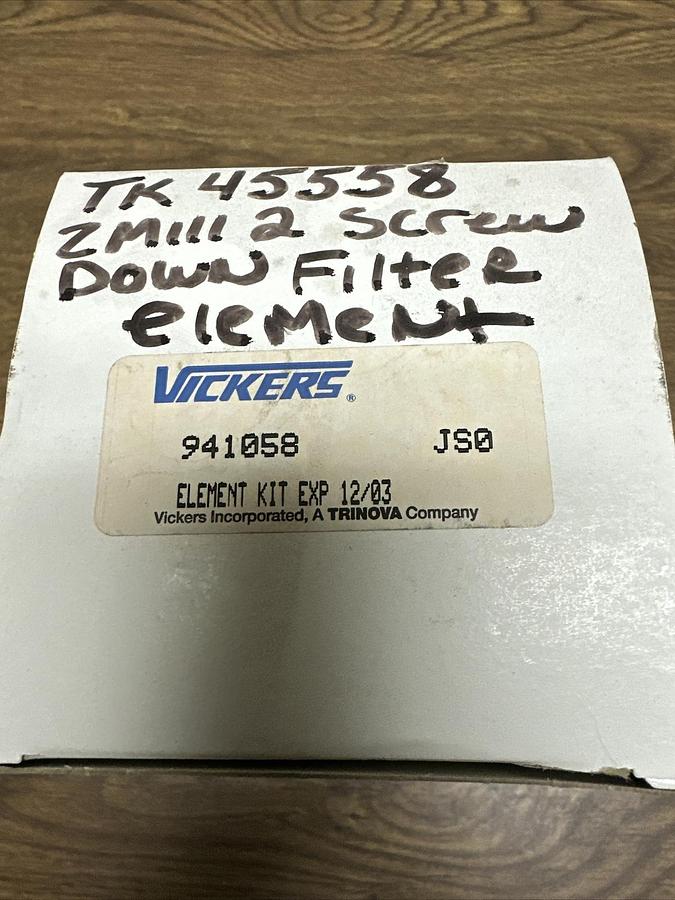 TK 45558
ZMill 2 Screw
Down Filter
element
VICKERS®
941058 JS0
ELEMENT KIT EXP 12/03
Vickers Incorporated, A TRINOVA Company